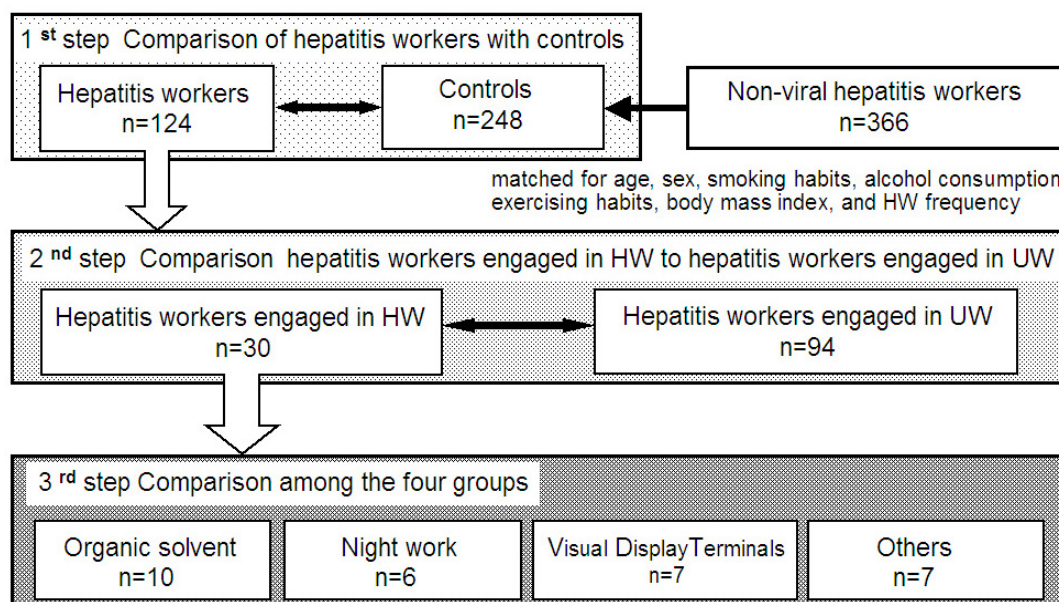 1 st step Comparison of hepatitis workers with controls
Hepatitis workers
n=124
Controls
n=248
Non-viral hepatitis workers
n=366
matched for age, sex, smoking habits, alcohol consumption
exercising habits, body mass index, and HW frequency
2 nd step Comparison hepatitis workers engaged in HW to hepatitis workers engaged in UW
Hepatitis workers engaged in HW
n=30
Hepatitis workers engaged in UW
n=94
3 rd step Comparison among the four groups
Organic solvent
n=10
Night work
n=6
Visual DisplayTerminals
n=7
Others
n=7